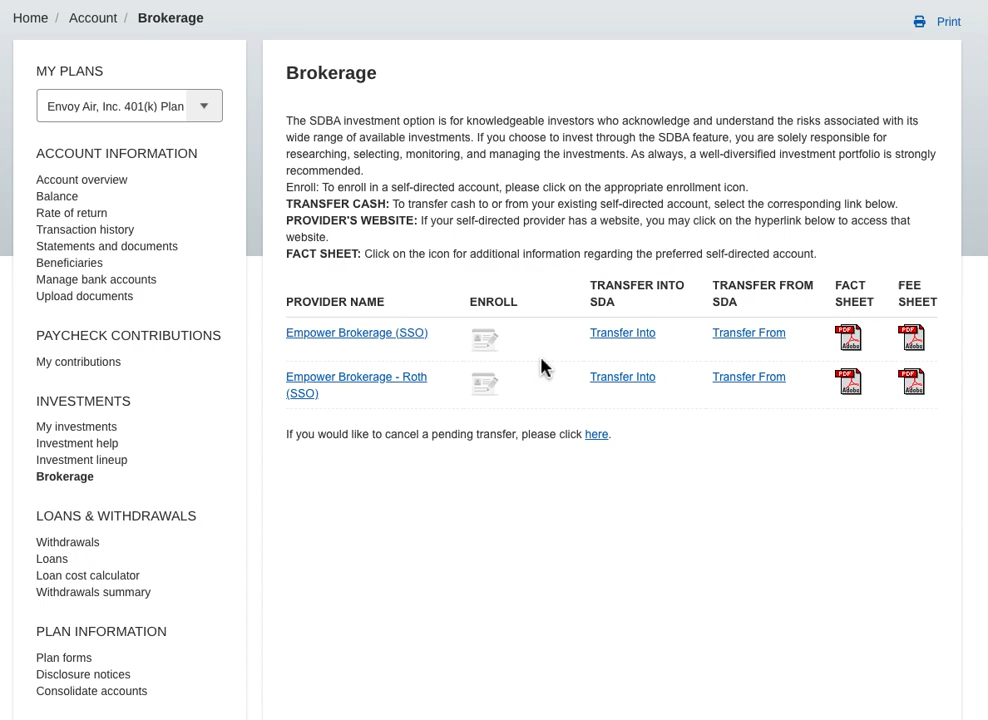 Home / Account / Brokerage
Print
MY PLANS
Envoy Air, Inc. 401(k) Plan
ACCOUNT INFORMATION
Account overview
Balance
Rate of return
Transaction history
Statements and documents
Beneficiaries
Manage bank accounts
Upload documents
PAYCHECK CONTRIBUTIONS
My contributions
INVESTMENTS
My investments
Investment help
Investment lineup
Brokerage
LOANS & WITHDRAWALS
Withdrawals
Loans
Loan cost calculator
Withdrawals summary
PLAN INFORMATION
Plan forms
Disclosure notices
Consolidate accounts
Brokerage
The SDBA investment option is for knowledgeable investors who acknowledge and understand the risks associated with its
wide range of available investments. If you choose to invest through the SDBA feature, you are solely responsible for
researching, selecting, monitoring, and managing the investments. As always, a well-diversified investment portfolio is strongly
recommended.
Enroll: To enroll in a self-directed account, please click on the appropriate enrollment icon.
TRANSFER CASH: To transfer cash to or from your existing self-directed account, select the corresponding link below.
PROVIDER'S WEBSITE: If your self-directed provider has a website, you may click on the hyperlink below to access that
website.
FACT SHEET: Click on the icon for additional information regarding the preferred self-directed account.
PROVIDER NAME ENROLL TRANSFER INTO SDA TRANSFER FROM SDA FACT SHEET FEE SHEET
Empower Brokerage (SSO) Transfer Into Transfer From PDF Adobe PDF Adobe
Empower Brokerage - Roth (SSO) Transfer Into Transfer From PDF Adobe PDF Adobe
If you would like to cancel a pending transfer, please click here.